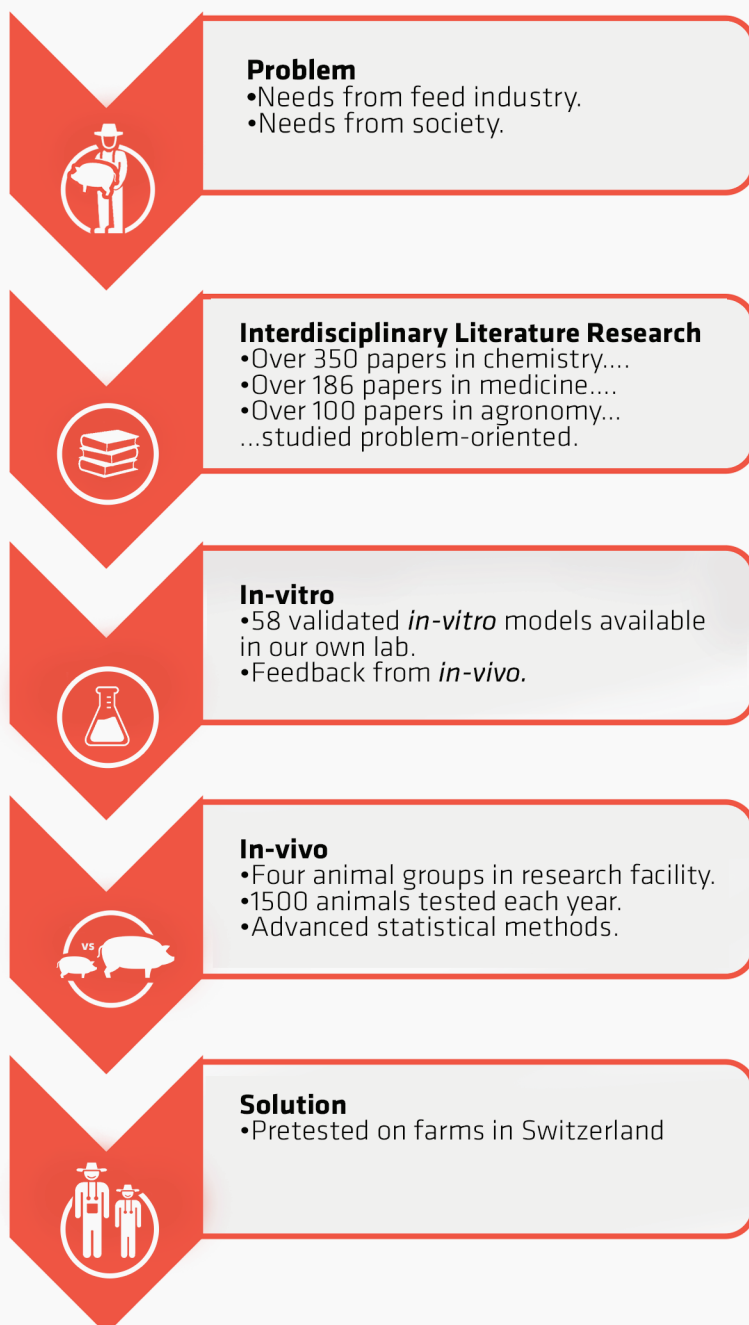 Problem
•Needs from feed industry.
•Needs from society.
Interdisciplinary Literature Research
•Over 350 papers in chemistry....
•Over 186 papers in medicine....
•Over 100 papers in agronomy...
...studied problem-oriented.
In-vitro
•58 validated in-vitro models available
in our own lab.
•Feedback from in-vivo.
In-vivo
•Four animal groups in research facility.
•1500 animals tested each year.
•Advanced statistical methods.
vs
Solution
•Pretested on farms in Switzerland